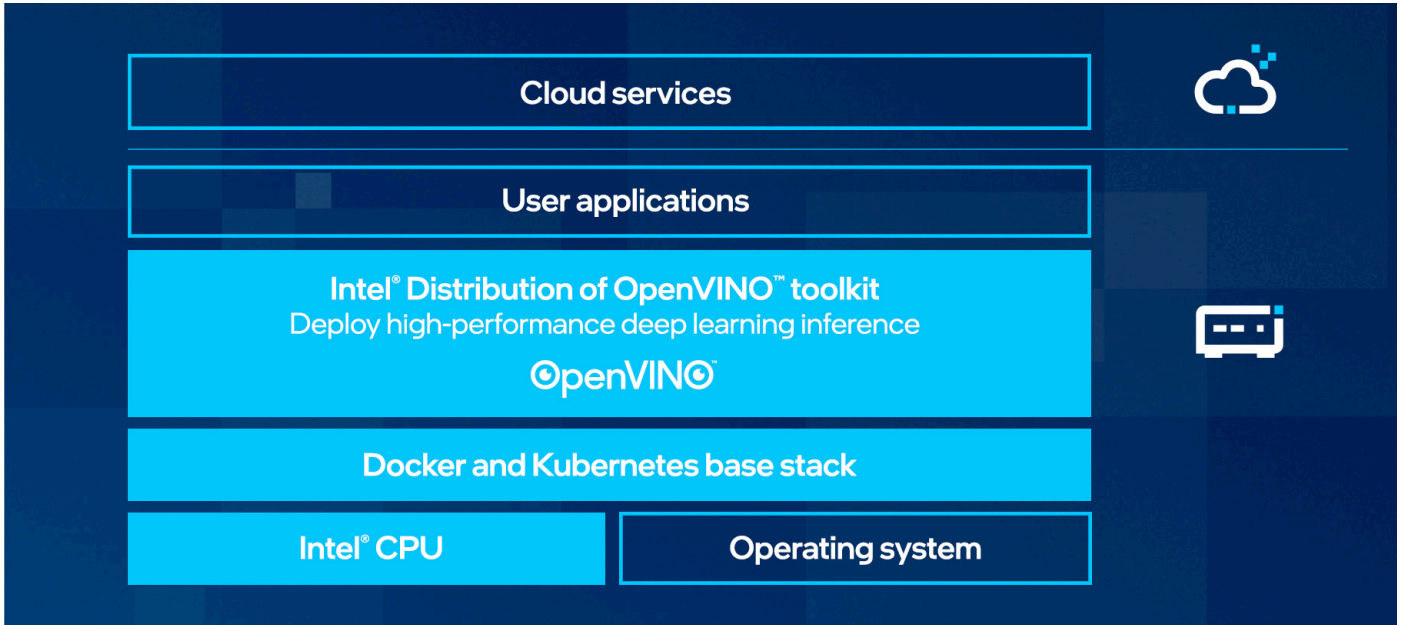 Cloud services
User applications
Intel® Distribution of OpenVINO™ toolkit
Deploy high-performance deep learning inference
OpenVINO™
Docker and Kubernetes base stack
Intel® CPU
Operating system